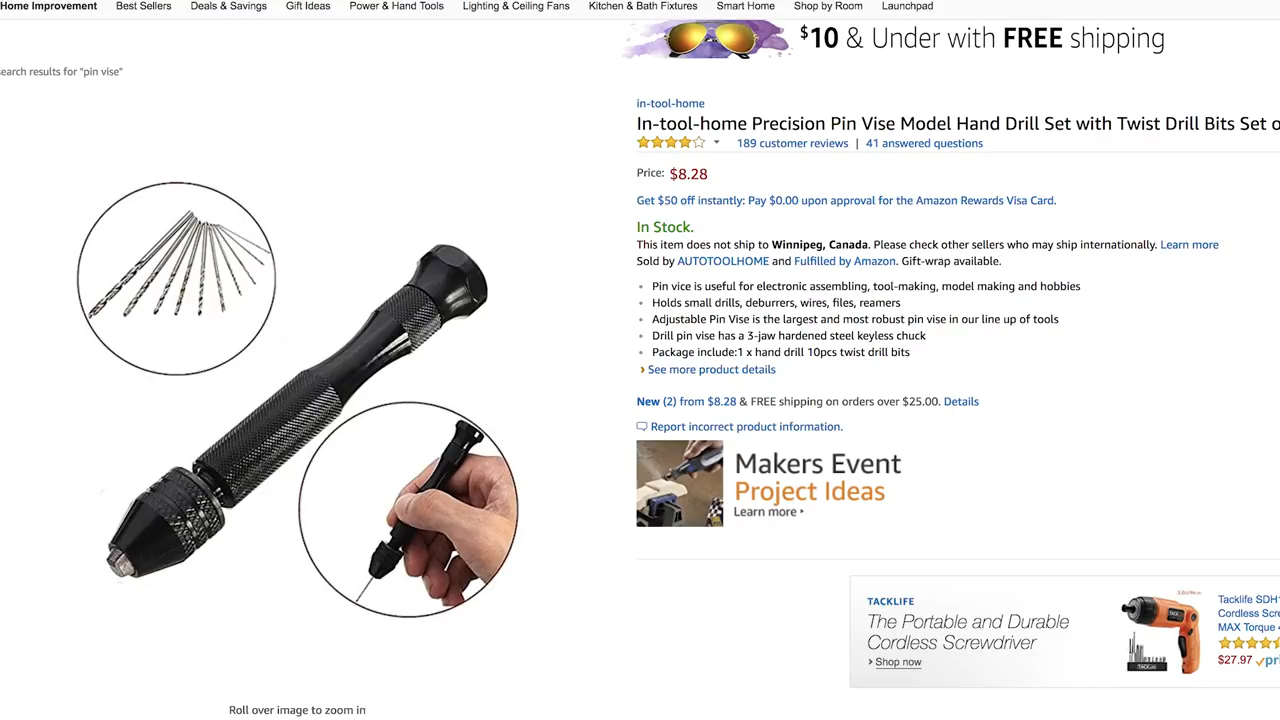 Home Improvement Best Sellers Deals & Savings Gift Ideas Power & Hand Tools Lighting & Ceiling Fans Kitchen & Bath Fixtures Smart Home Shop by Room Launchpad
$10 & Under with FREE shipping
earch results for "pin vise"
in-tool-home
In-tool-home Precision Pin Vise Model Hand Drill Set with Twist Drill Bits Set o
189 customer reviews | 41 answered questions
Price: $8.28
Get $50 off instantly: Pay $0.00 upon approval for the Amazon Rewards Visa Card.
In Stock.
This item does not ship to Winnipeg, Canada. Please check other sellers who may ship internationally. Learn more
Sold by AUTOTOOLHOME and Fulfilled by Amazon. Gift-wrap available.
• Pin vice is useful for electronic assembling, tool-making, model making and hobbies
• Holds small drills, deburrers, wires, files, reamers
• Adjustable Pin Vise is the largest and most robust pin vise in our line up of tools
• Drill pin vise has a 3-jaw hardened steel keyless chuck
• Package include:1 x hand drill 10pcs twist drill bits
› See more product details
New (2) from $8.28 & FREE shipping on orders over $25.00. Details
Report incorrect product information.
Makers Event
Project Ideas
Learn more
TACKLIFE
The Portable and Durable
Cordless Screwdriver
› Shop now
Tacklife SDH
Cordless Scre
MAX Torque 4
$27.97 pri
Roll over image to zoom in